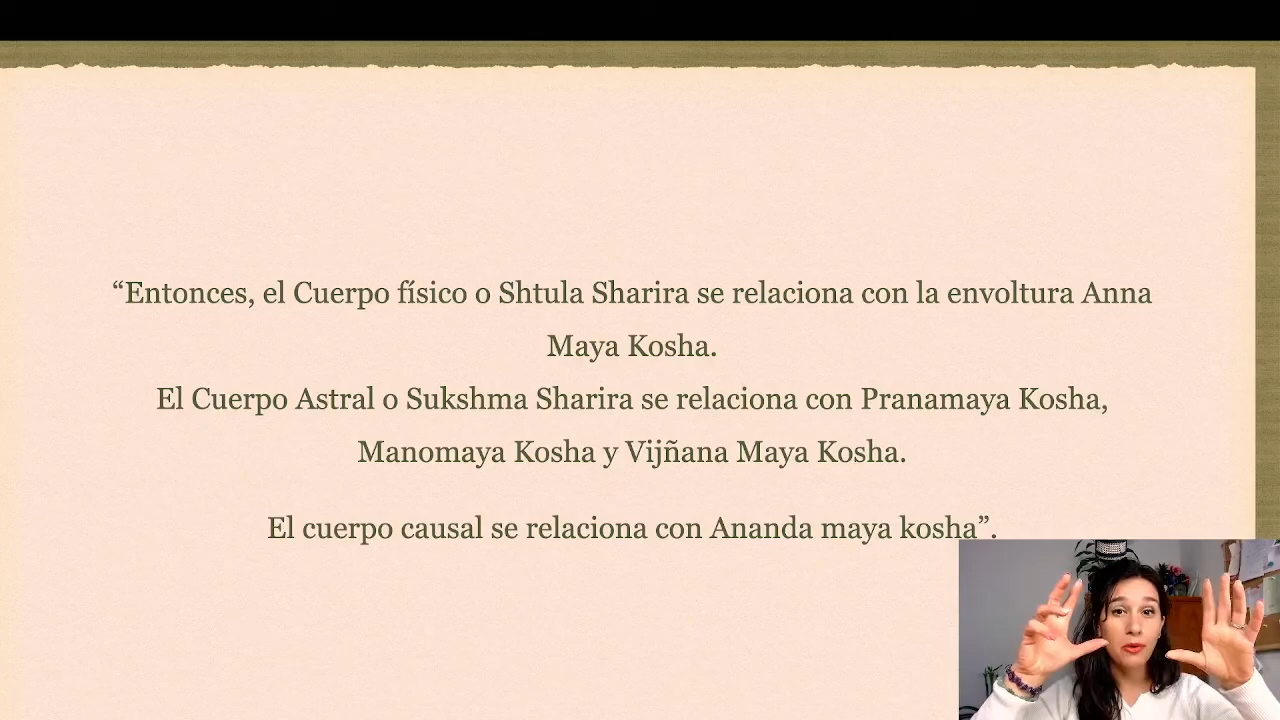 “Entonces, el Cuerpo físico o Shtula Sharira se relaciona con la envoltura Anna
Maya Kosha.
El Cuerpo Astral o Sukshma Sharira se relaciona con Pranamaya Kosha,
Manomaya Kosha y Vijñana Maya Kosha.
El cuerpo causal se relaciona con Ananda maya kosha”.